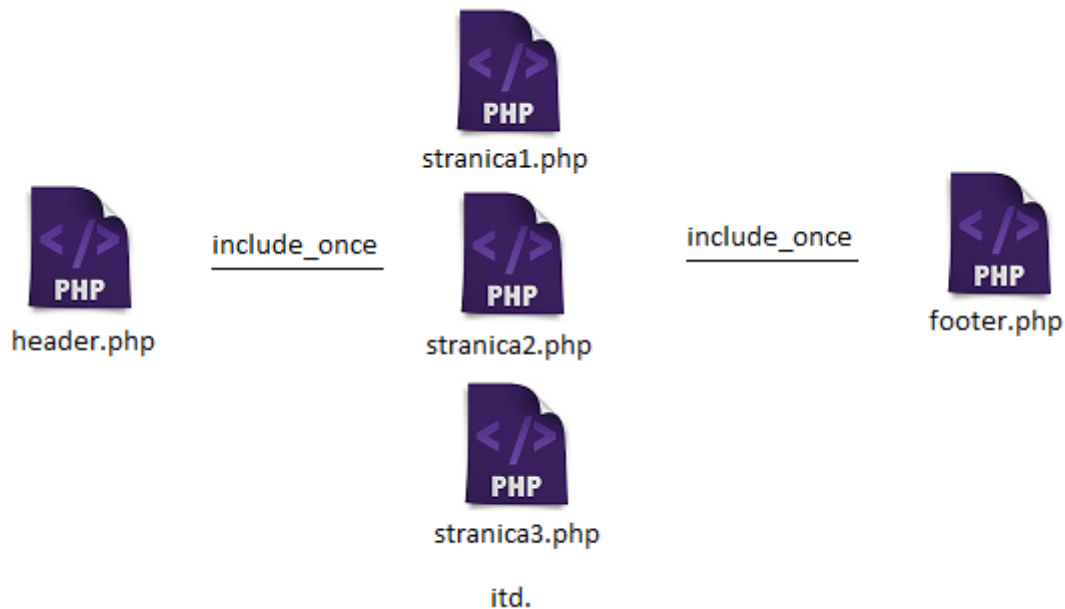 </>
PHP
stranica1.php
</>
PHP
header.php
include_once
</>
PHP
stranica2.php
include_once
</>
PHP
footer.php
</>
PHP
stranica3.php
itd.